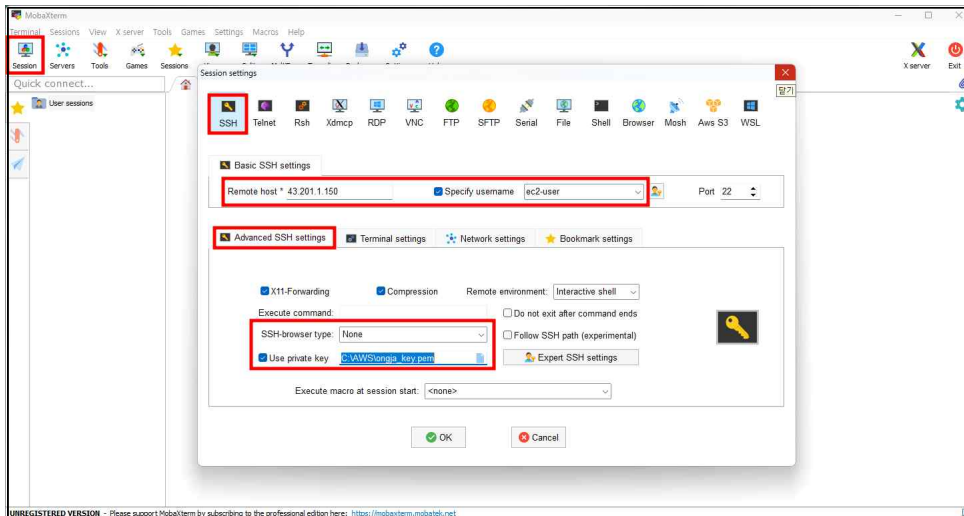 MobaXterm
Terminal Sessions View X server Tools Games Settings Macros Help
Session Servers Tools Games Sessions X server Exit
Quick connect...
User sessions
Session settings
닫기
SSH Telnet Rsh Xdmcp RDP VNC FTP SFTP Serial File Shell Browser Mosh Aws S3 WSL
Basic SSH settings
Remote host * 43.201.1.150 Specify username ec2-user Port 22
Advanced SSH settings Terminal settings Network settings Bookmark settings
X11-Forwarding Compression Remote environment: Interactive shell
Execute command: Do not exit after command ends
SSH-browser type: None Follow SSH path (experimental)
Use private key C:\AWS\ongja_key.pem Expert SSH settings
Execute macro at session start: <none>
OK Cancel
UNREGISTERED VERSION - Please support MobaXterm by subscribing to the professional edition here: https://mobaxterm.mobatek.net